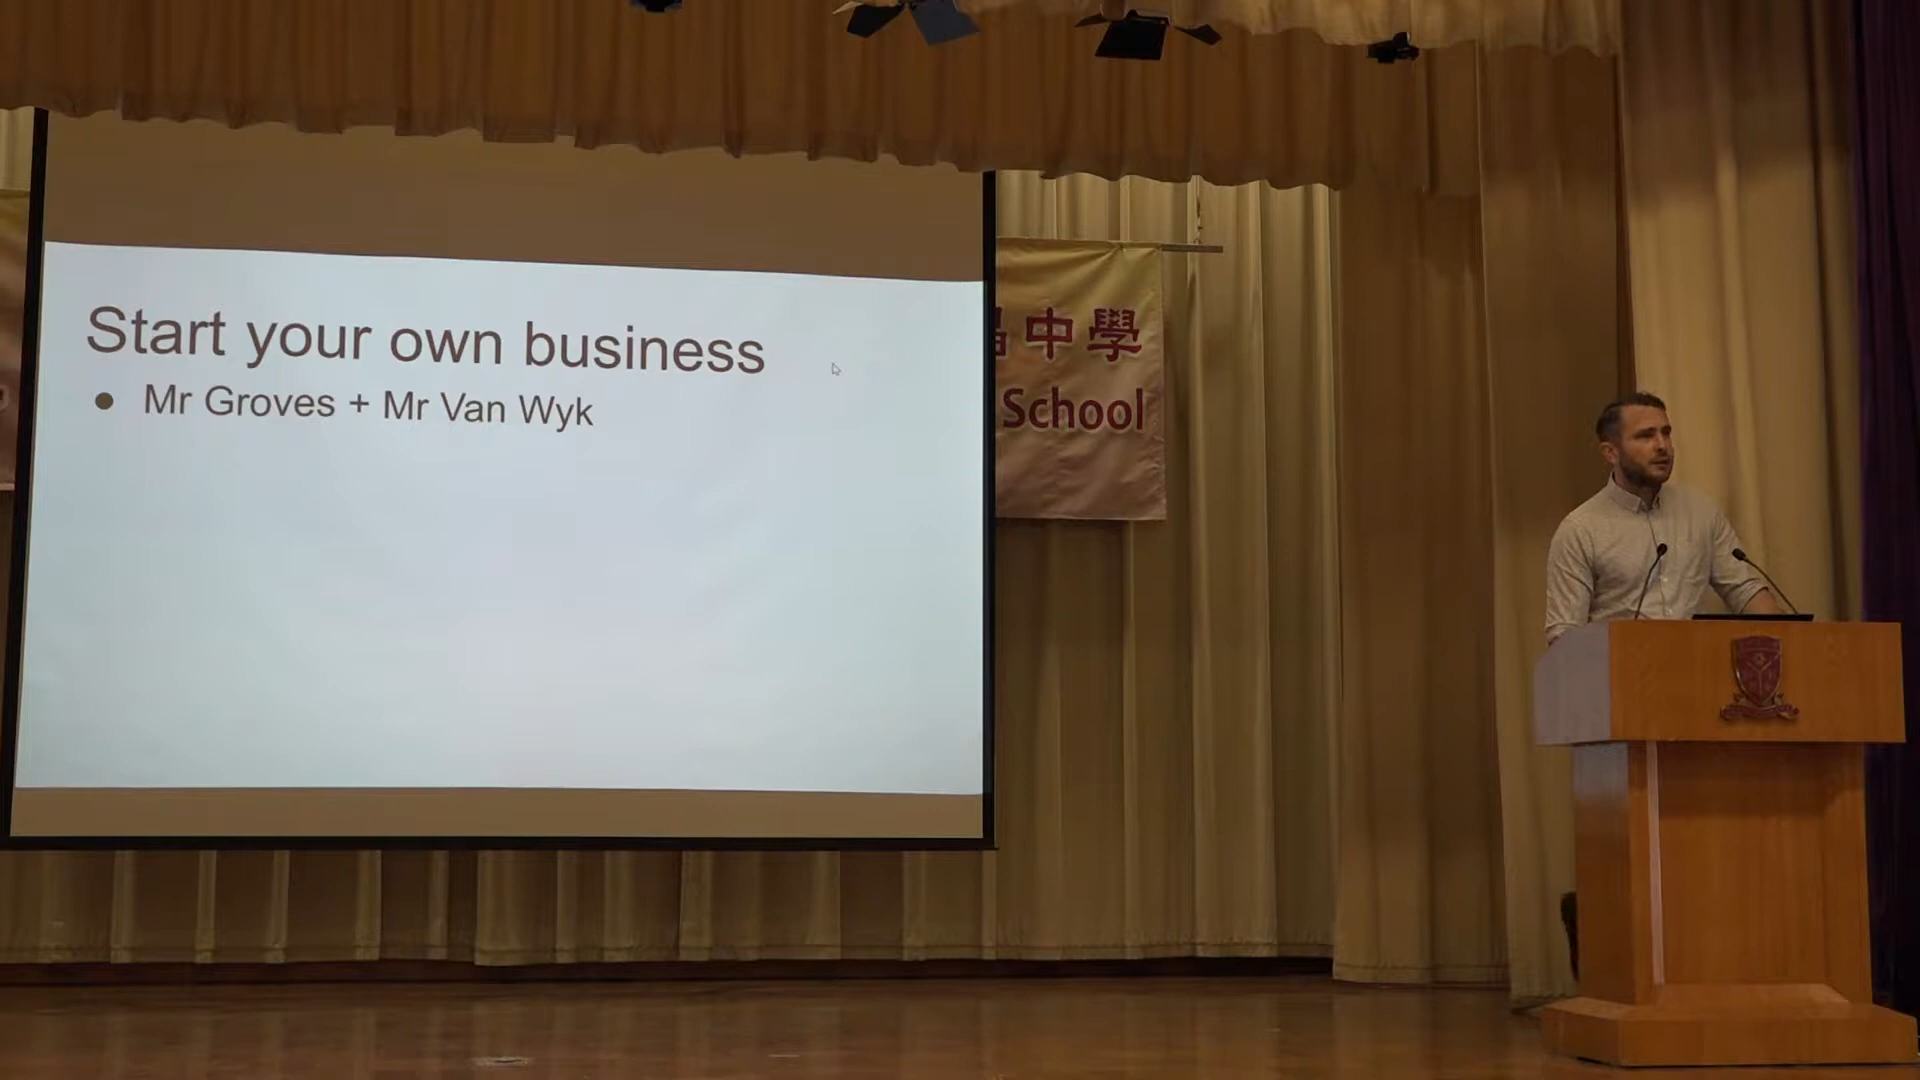 Start your own business
● Mr Groves + Mr Van Wyk
中學
School